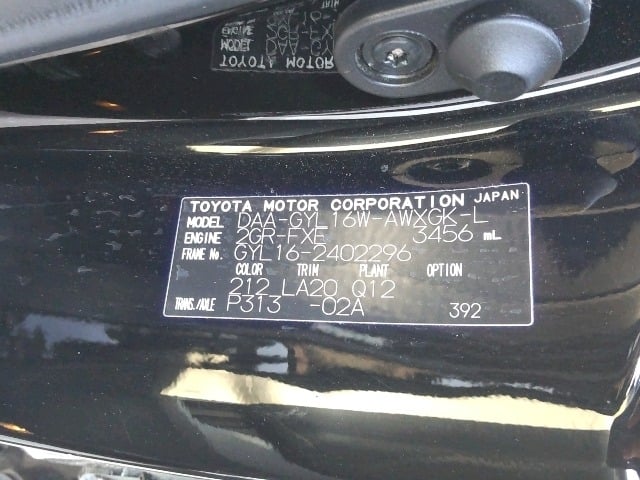 TOYOTA MOTOR CORPORATION JAPAN
MODEL DAA-GYL16W-AWXGK-L
ENGINE 2GR-FXE 3456 mL
FRAME No. GYL16-2402296
COLOR TRIM PLANT OPTION
212 LA20 Q12
TRANS./AXLE P313 -02A 392